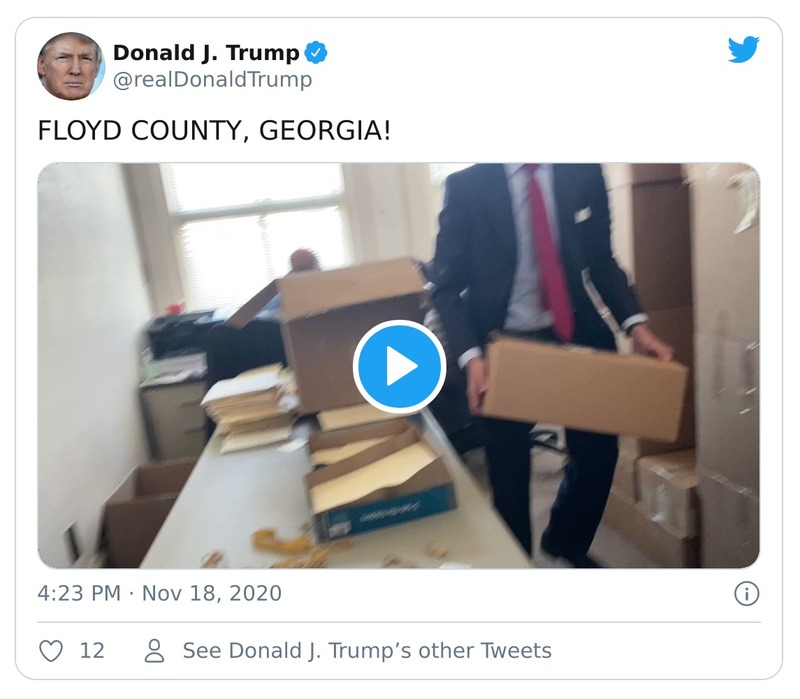 Donald J. Trump
@realDonaldTrump
FLOYD COUNTY, GEORGIA!
4:23 PM · Nov 18, 2020
12
See Donald J. Trump’s other Tweets